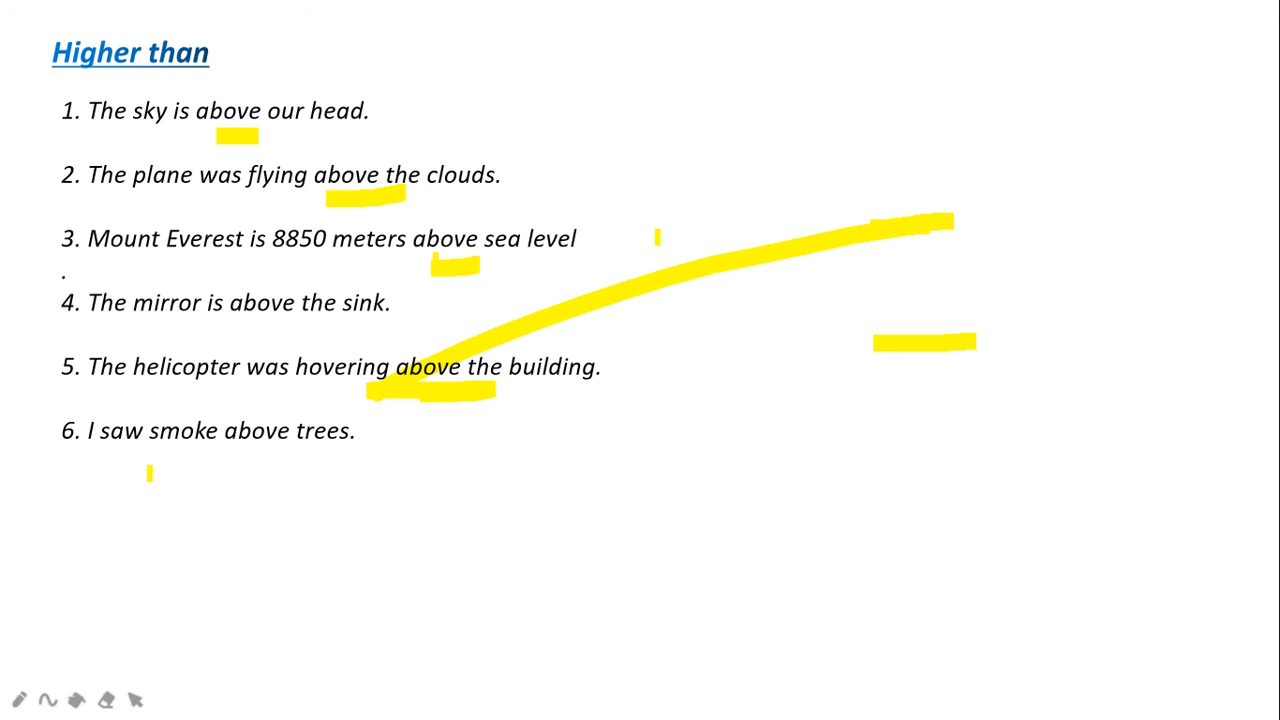 Higher than
1. The sky is above our head.
2. The plane was flying above the clouds.
3. Mount Everest is 8850 meters above sea level
.
4. The mirror is above the sink.
5. The helicopter was hovering above the building.
6. I saw smoke above trees.